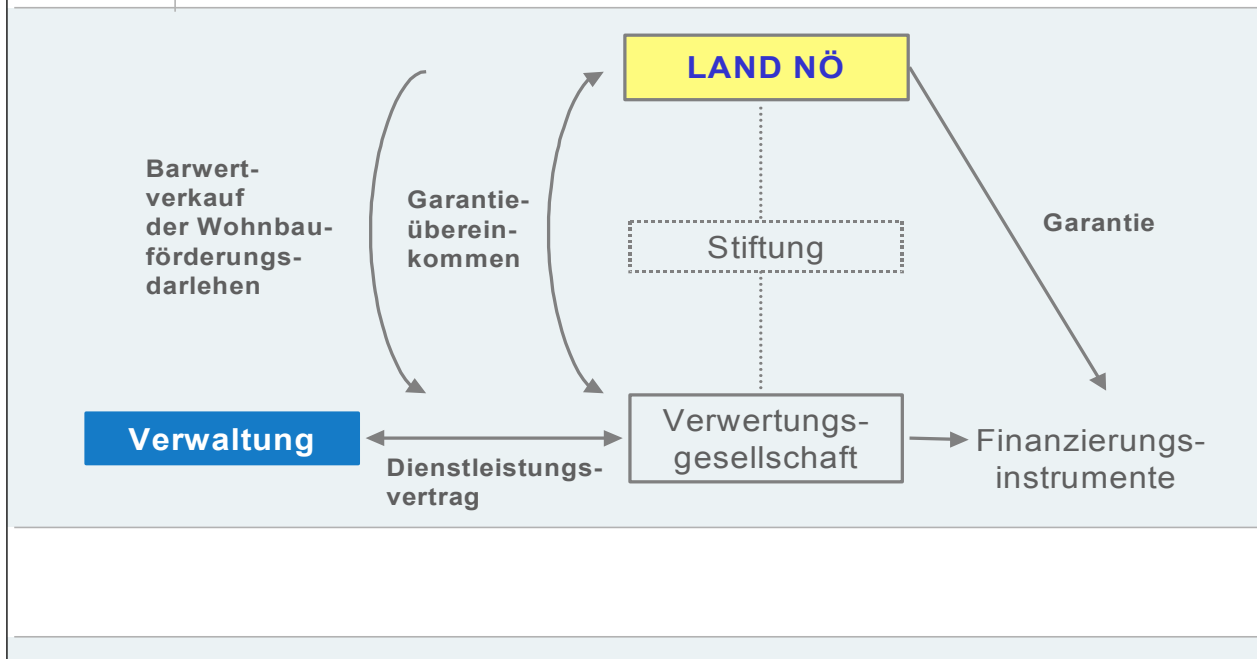 LAND NÖ
Barwert-
verkauf
der Wohnbau-
förderungs-
darlehen
Garantie-
überein-
kommen
Stiftung
Garantie
Verwaltung
Dienstleistungs-
vertrag
Verwertungs-
gesellschaft
Finanzierungs-
instrumente